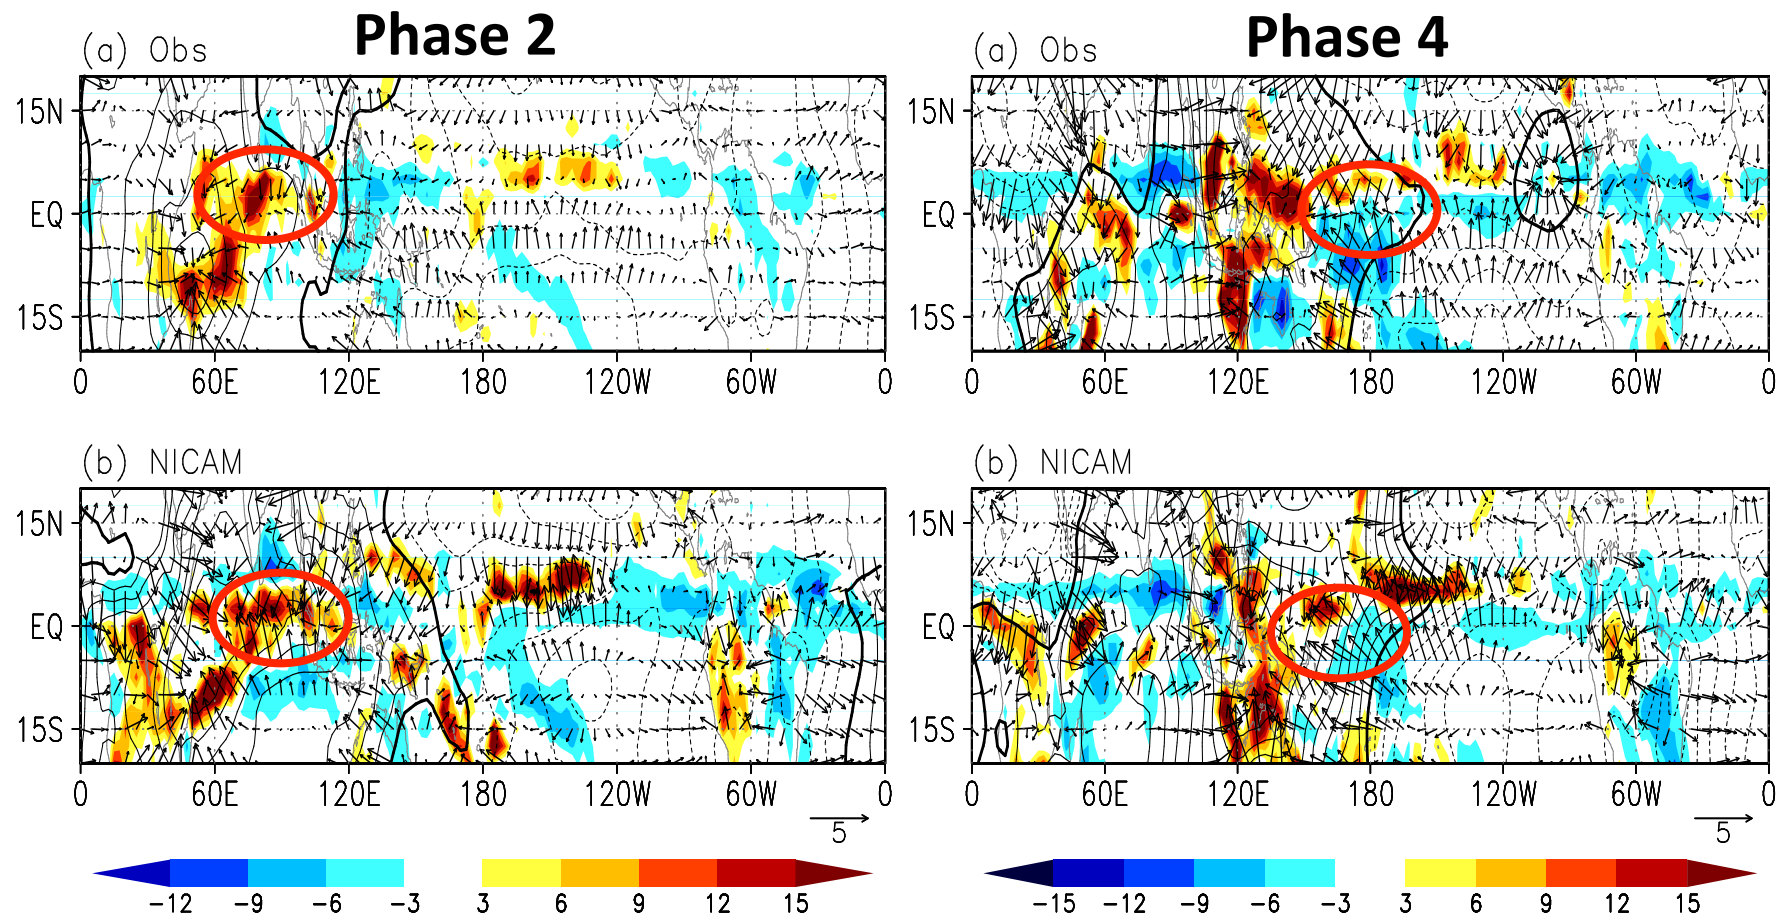 Phase 2
(a) Obs
15N
EQ
15S
0 60E 120E 180 120W 60W 0
(b) NICAM
15N
EQ
15S
0 60E 120E 180 120W 60W 0
5
-12 -9 -6 -3 3 6 9 12 15
Phase 4
(a) Obs
15N
EQ
15S
0 60E 120E 180 120W 60W 0
(b) NICAM
15N
EQ
15S
0 60E 120E 180 120W 60W 0
5
-15 -12 -9 -6 -3 3 6 9 12 15